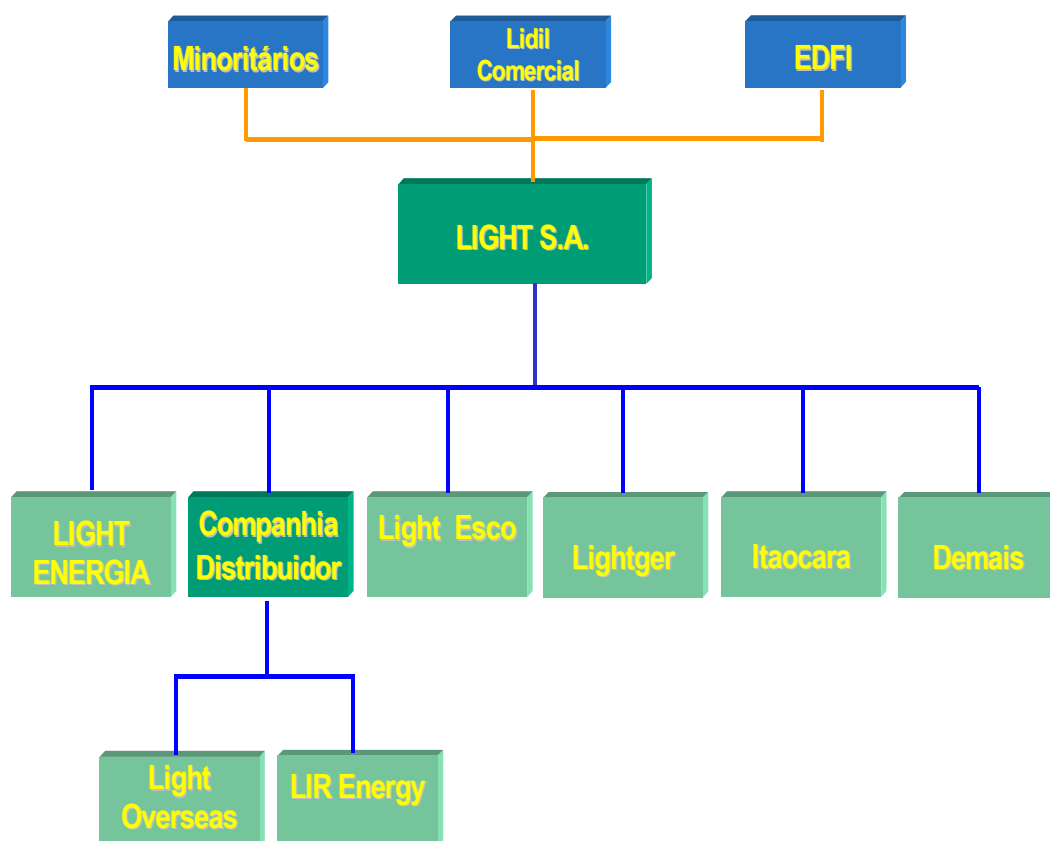 Minoritários
Lidil
Comercial
EDFI
LIGHT S.A.
LIGHT
ENERGIA
Companhia
Distribuidor
Light Esco
Lightger
Itaocara
Demais
Light
Overseas
LIR Energy